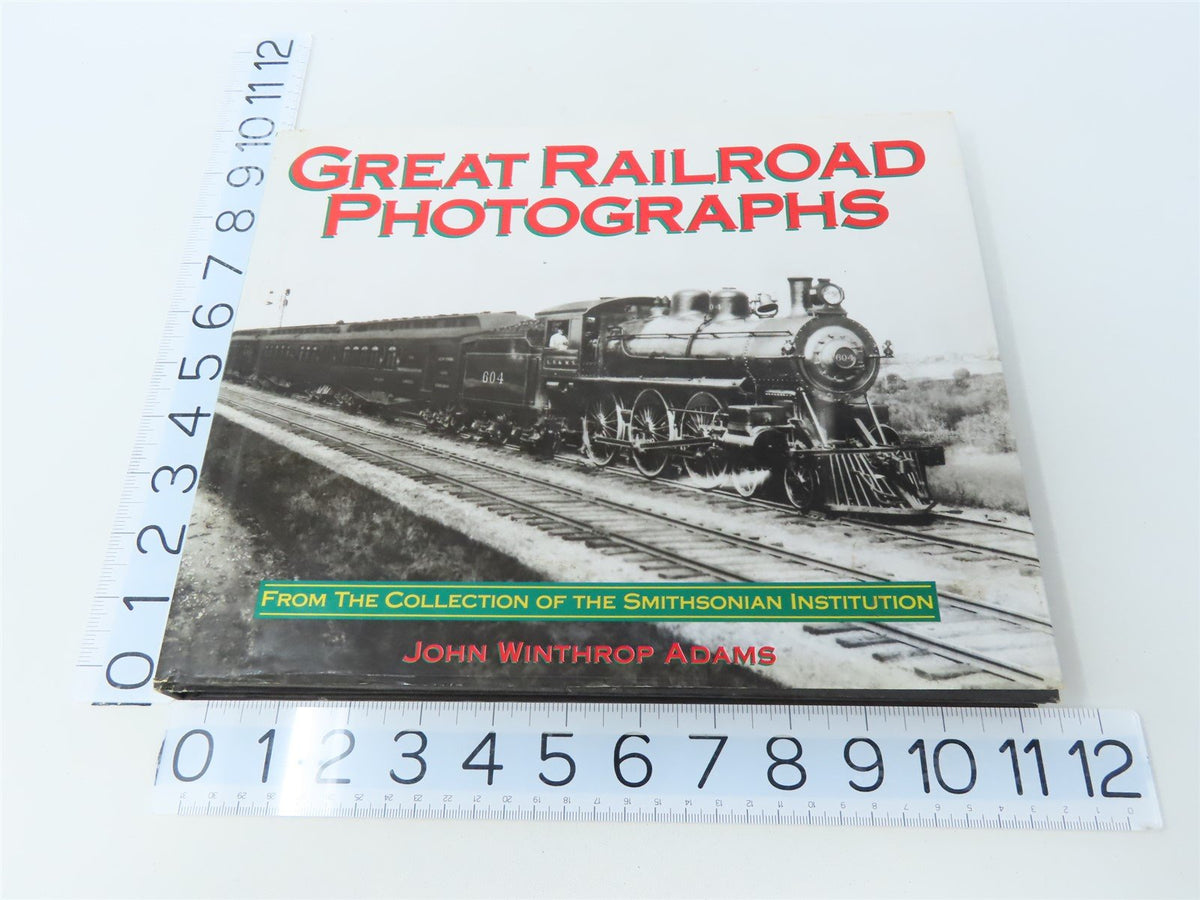 GREAT RAILROAD
PHOTOGRAPHS
604
604
FROM THE COLLECTION OF THE SMITHSONIAN INSTITUTION
JOHN WINTHROP ADAMS
0 1 2 3 4 5 6 7 8 9 10 11 12
0 1 2 3 4 5 6 7 8 9 10 11 12